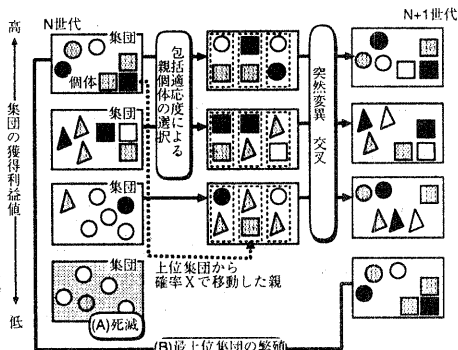 高
集団の獲得利益値
低
N世代
集団
個体
集団
集団
集団
(A)死滅
包括適応度による
親個体の選択
上位集団から
確率Xで移動した親
突然変異 交叉
N+1世代
(B)最上位集団の繁殖